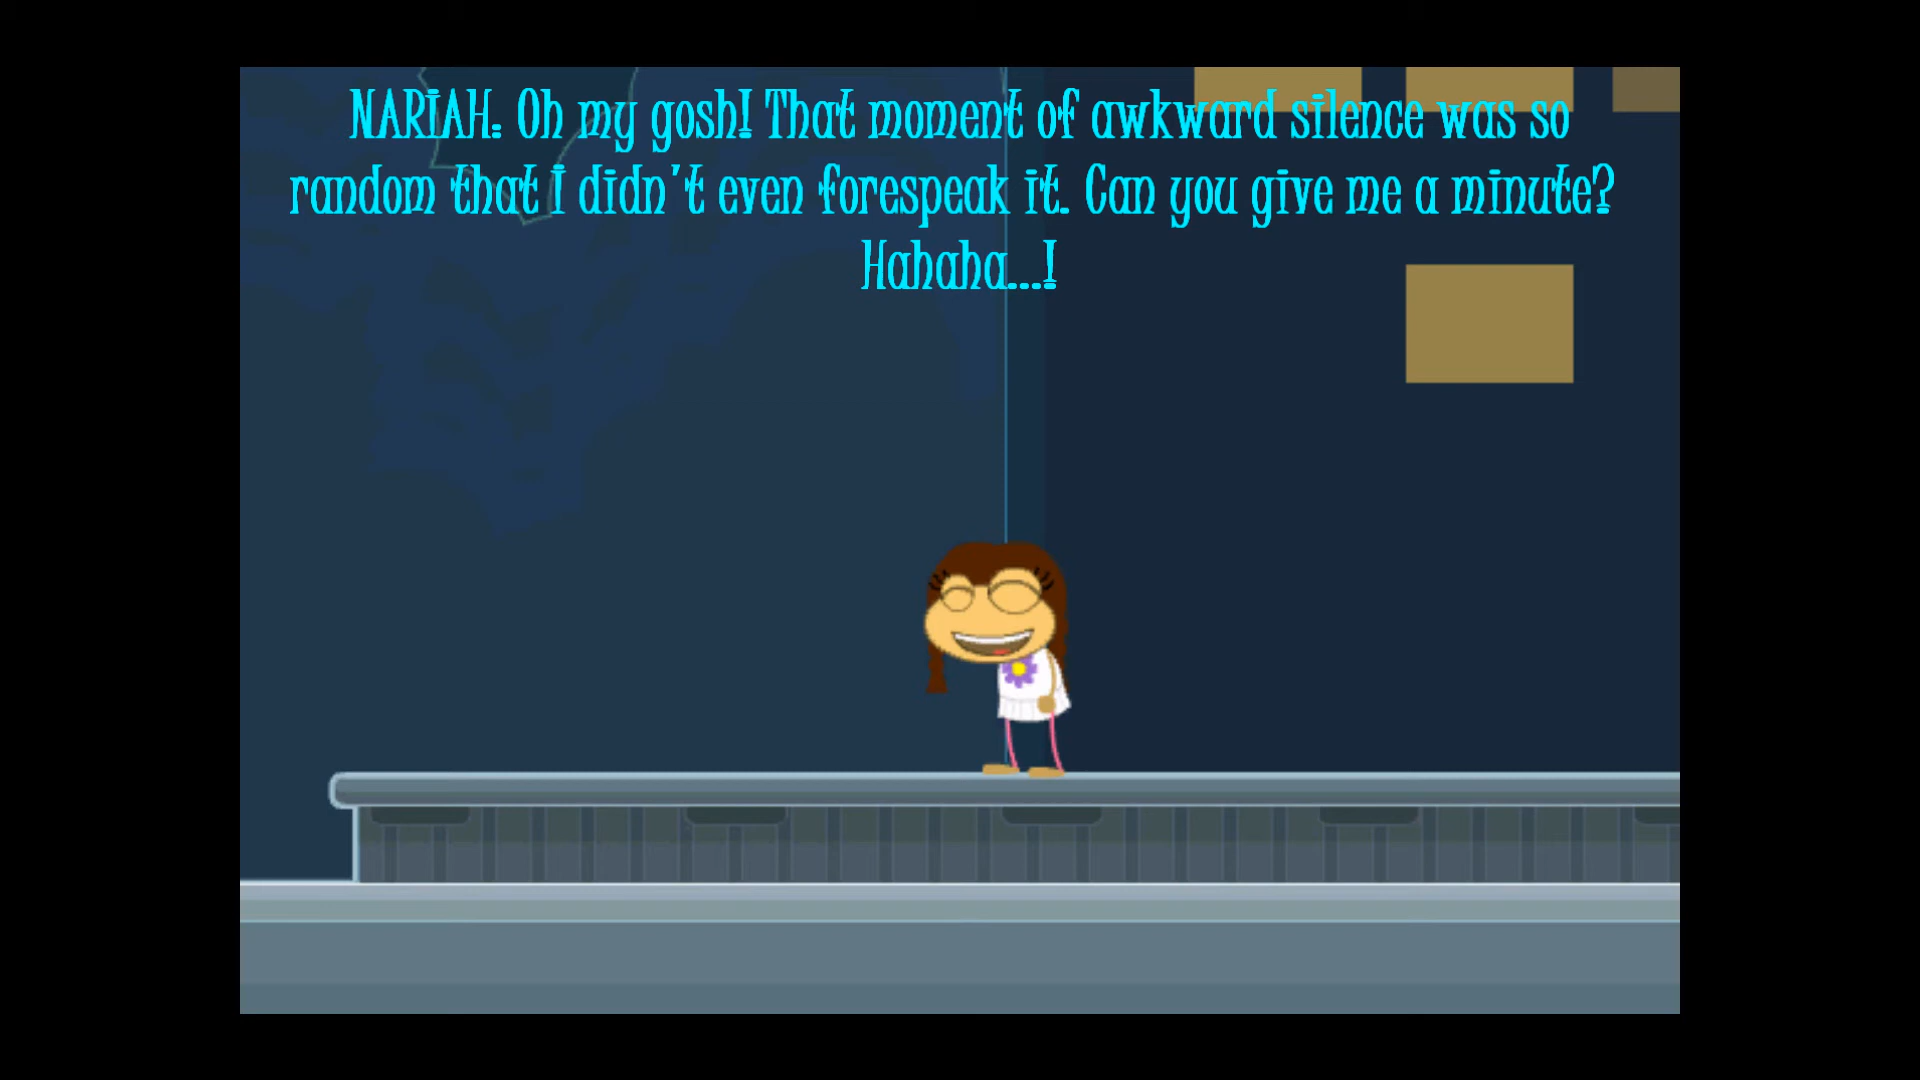 NARIAH: Oh my gosh! That moment of awkward silence was so
random that I didn't even forespeak it. Can you give me a minute?
Hahaha...!